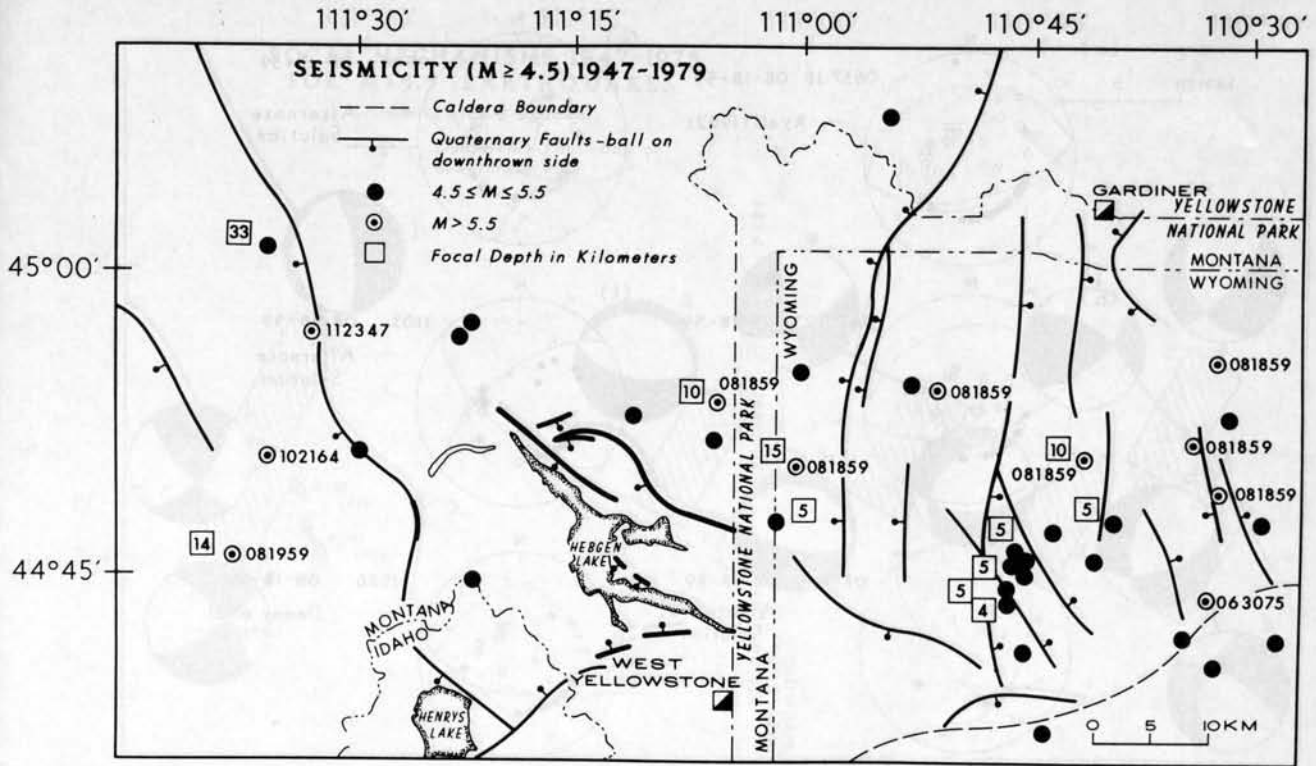 111°30′ 111°15′ 111°00′ 110°45′ 110°30′
SEISMICITY (M ≥ 4.5) 1947-1979
Caldera Boundary
Quaternary Faults - ball on
downthrown side
4.5 ≤ M ≤ 5.5
M > 5.5
Focal Depth in Kilometers
GARDINER
YELLOWSTONE
NATIONAL PARK
MONTANA
WYOMING
33
45°00′
112347
WYOMING
081859
10
081859
081859
102164
15
081859
10
081859
081859
081859
YELLOWSTONE NATIONAL PARK
5
5
5
14
081959
44°45′
HEBGEN
LAKE
5
5
4
063075
MONTANA
IDAHO
WEST
YELLOWSTONE
HENRYS
LAKE
MONTANA
0 5 10KM